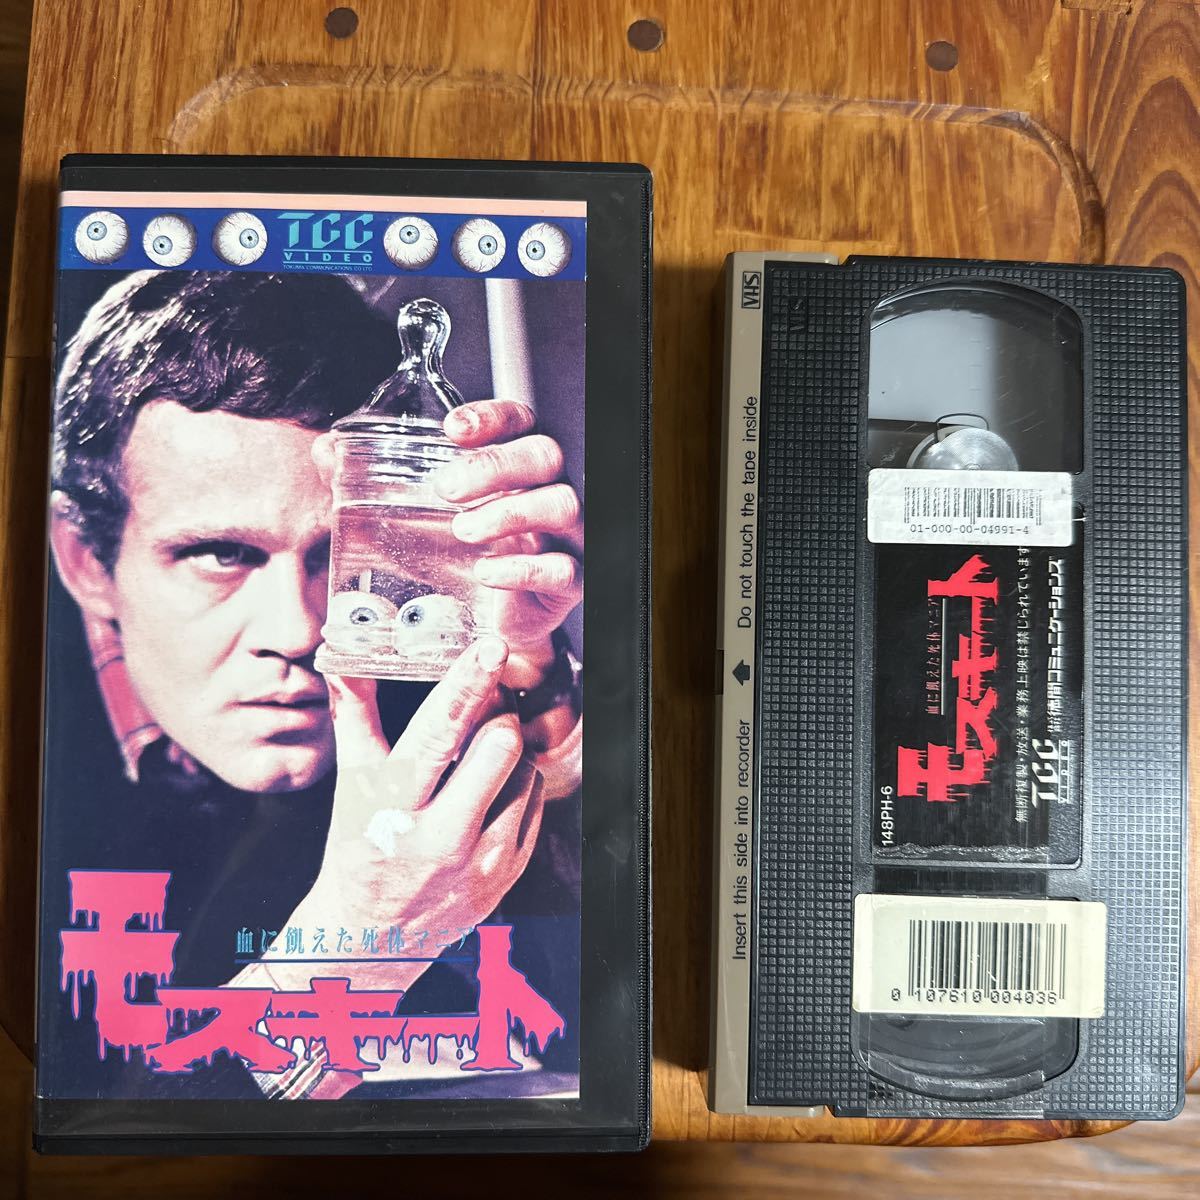 TCC
VIDEO
TOKUMA COMMUNICATIONS CO LTD
血に飢えた死体マニア
モスキート
VHS
VHS
Do not touch the tape inside
Insert this side into recorder
01-000-00-04991-4
血に飢えた死体マニア
モスキート
無断複製・放送・業務上映は禁じられています
TCC
VIDEO
徳間コミュニケーションズ
148PH-6
0 107610 004036